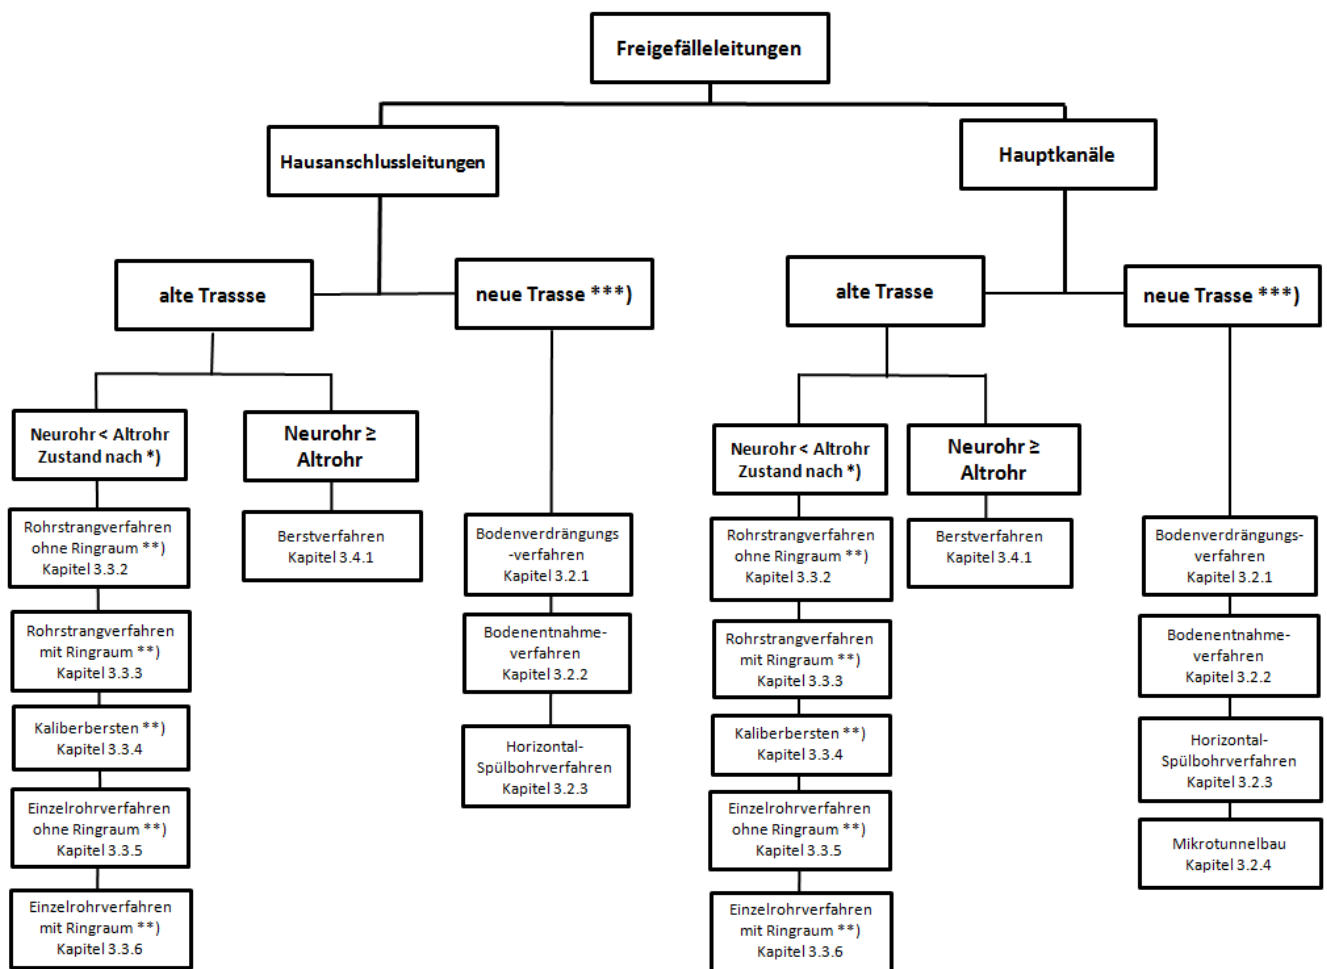 Freigefälleleitungen
Hausanschlussleitungen
Hauptkanäle
alte Trassse
neue Trasse ***)
alte Trasse
neue Trasse ***)
Neurohr < Altrohr
Zustand nach *)
Neurohr ≥
Altrohr
Neurohr < Altrohr
Zustand nach *)
Neurohr ≥
Altrohr
Rohrstrangverfahren
ohne Ringraum **)
Kapitel 3.3.2
Rohrstrangverfahren
mit Ringraum **)
Kapitel 3.3.3
Kaliberbersten **)
Kapitel 3.3.4
Einzelrohrverfahren
ohne Ringraum **)
Kapitel 3.3.5
Einzelrohrverfahren
mit Ringraum **)
Kapitel 3.3.6
Berstverfahren
Kapitel 3.4.1
Bodenverdrängungs
-verfahren
Kapitel 3.2.1
Bodenentnahme-
verfahren
Kapitel 3.2.2
Horizontal-
Spülbohrverfahren
Kapitel 3.2.3
Rohrstrangverfahren
ohne Ringraum **)
Kapitel 3.3.2
Rohrstrangverfahren
mit Ringraum **)
Kapitel 3.3.3
Kaliberbersten **)
Kapitel 3.3.4
Einzelrohrverfahren
ohne Ringraum **)
Kapitel 3.3.5
Einzelrohrverfahren
mit Ringraum **)
Kapitel 3.3.6
Berstverfahren
Kapitel 3.4.1
Bodenverdrängungs-
verfahren
Kapitel 3.2.1
Bodenentnahme-
verfahren
Kapitel 3.2.2
Horizontal-
Spülbohrverfahren
Kapitel 3.2.3
Mikrotunnelbau
Kapitel 3.2.4